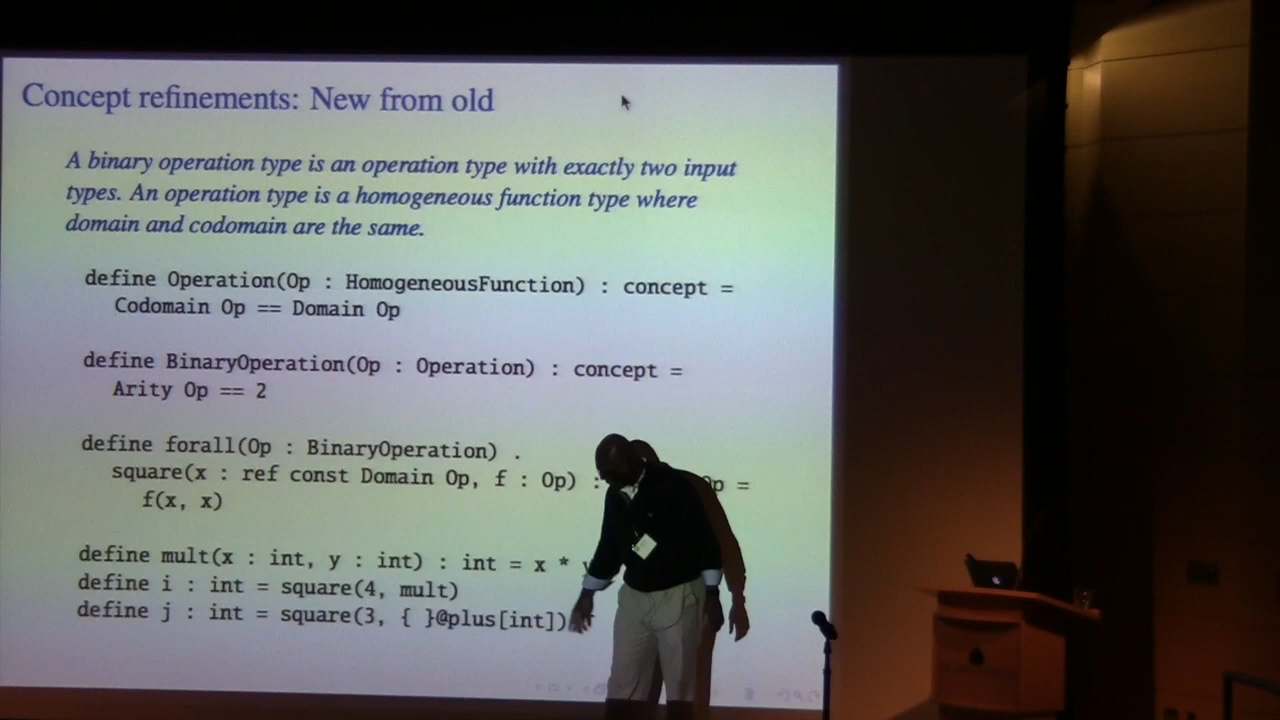 Concept refinements: New from old
A binary operation type is an operation type with exactly two input
types. An operation type is a homogeneous function type where
domain and codomain are the same.
define Operation(Op : HomogeneousFunction) : concept =
Codomain Op == Domain Op
define BinaryOperation(Op : Operation) : concept =
Arity Op == 2
define forall(Op : BinaryOperation) .
square(x : ref const Domain Op, f : Op) : Op =
f(x, x)
define mult(x : int, y : int) : int = x *
define i : int = square(4, mult)
define j : int = square(3, { }@plus[int])